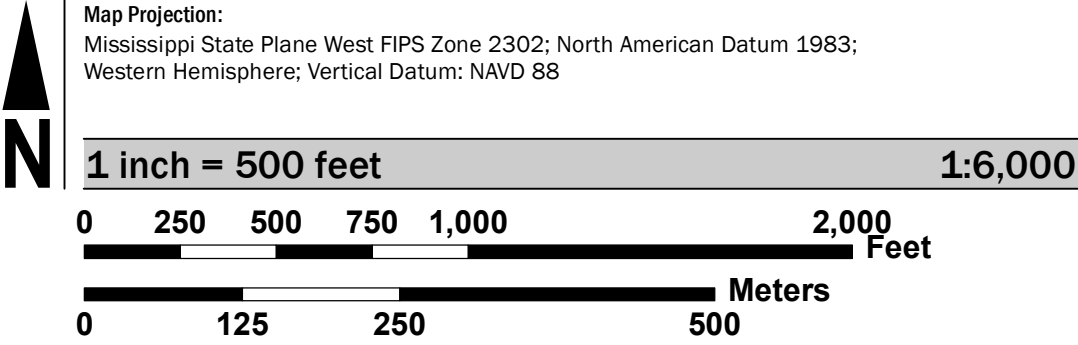 N
Map Projection:
Mississippi State Plane West FIPS Zone 2302; North American Datum 1983;
Western Hemisphere; Vertical Datum: NAVD 88
1 inch = 500 feet 1:6,000
0 250 500 750 1,000 2,000
Feet
Meters
0 125 250 500